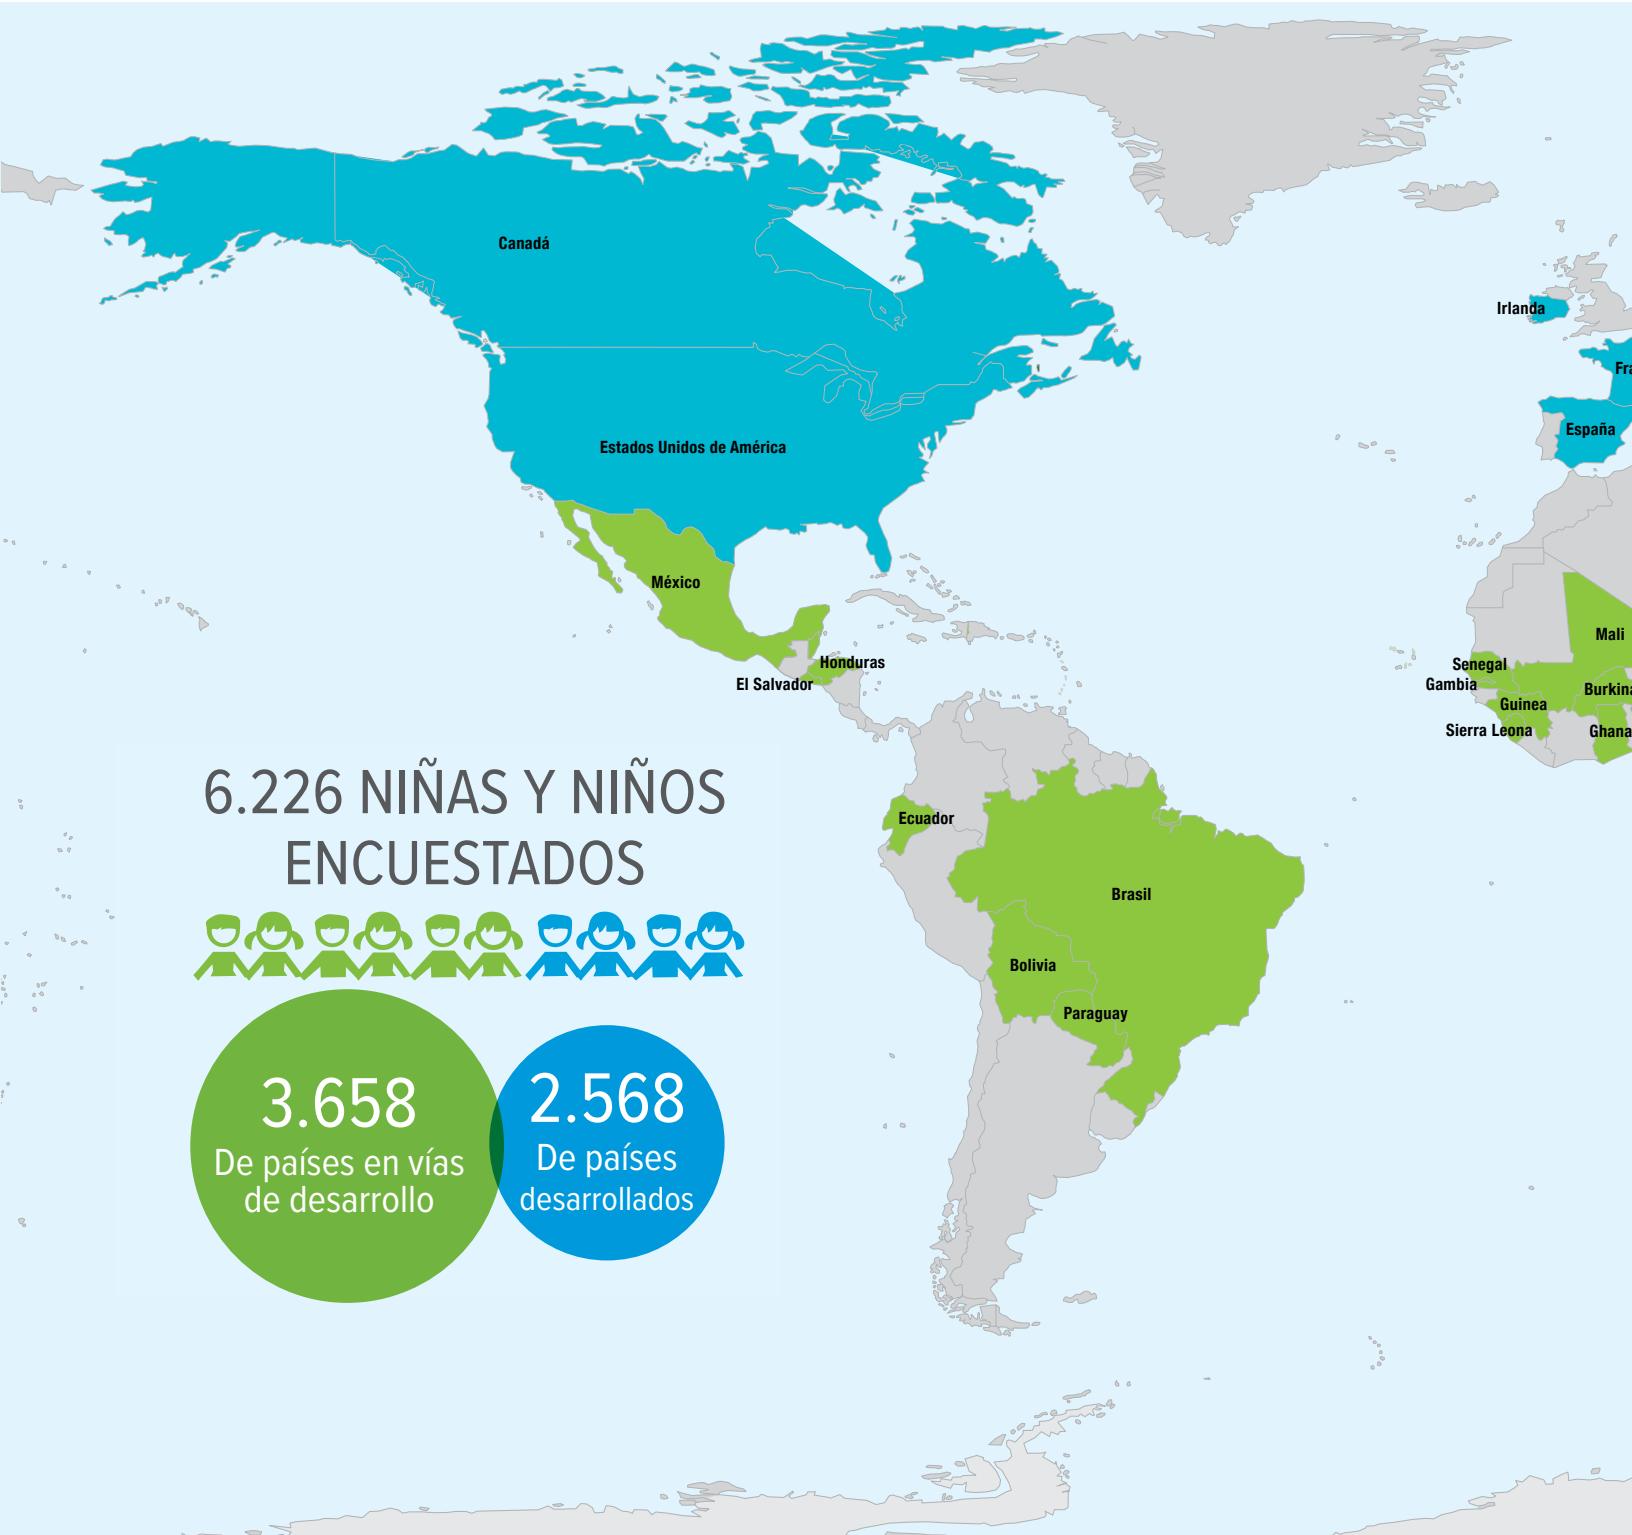 Canadá
Irlanda
Fra
España
Estados Unidos de América
México
Honduras
El Salvador
Mali
Senegal
Gambia
Burkina
Guinea
Sierra Leona
Ghana
6.226 NIÑAS Y NIÑOS
ENCUESTADOS
Ecuador
Brasil
Bolivia
Paraguay
3.658
De países en vías
de desarrollo
2.568
De países
desarrollados